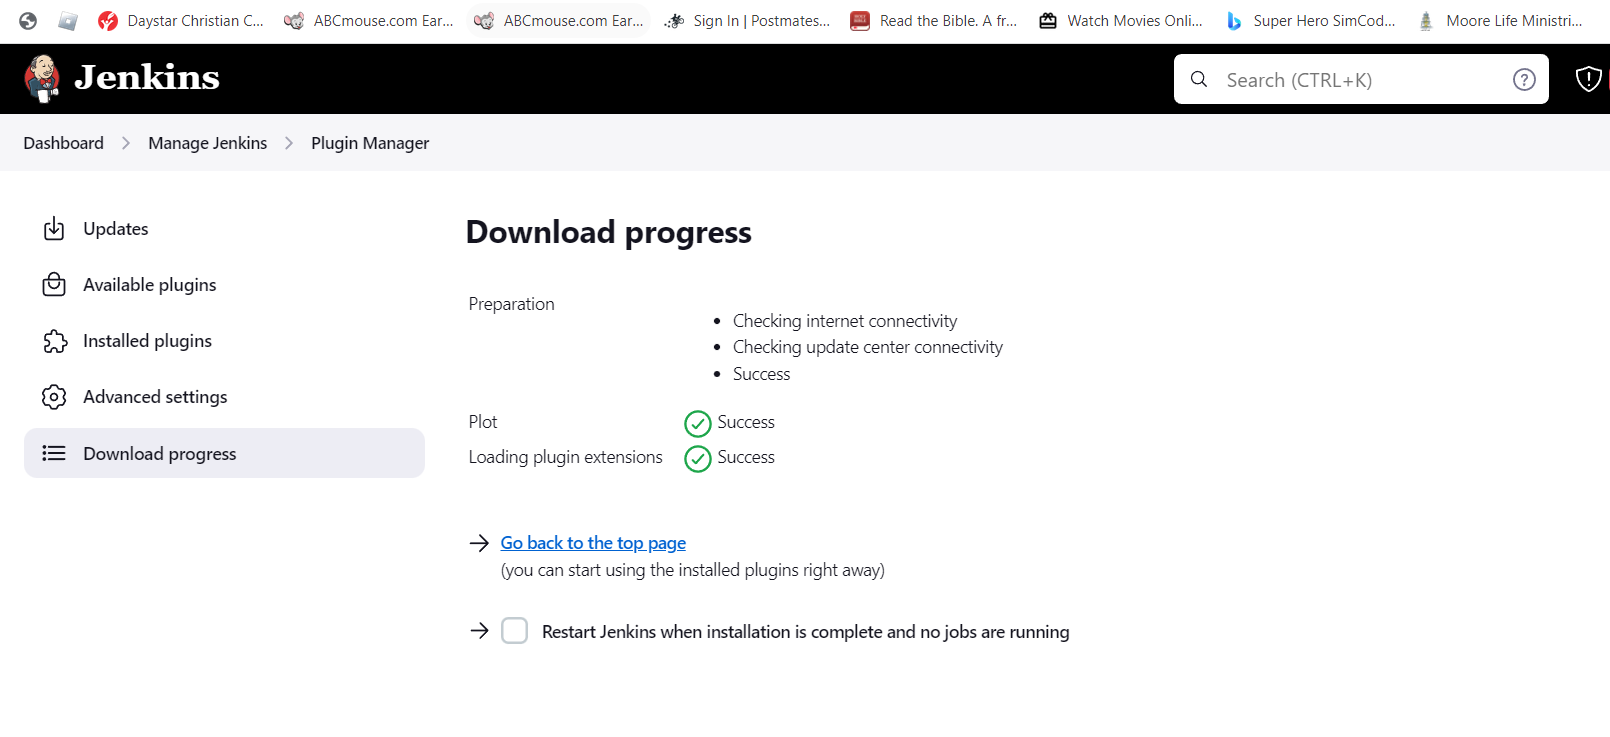 Daystar Christian C... ABCmouse.com Ear... ABCmouse.com Ear... Sign In | Postmates... Read the Bible. A fr... Watch Movies Onli... Super Hero SimCod... Moore Life Ministri...
Jenkins Search (CTRL+K)
Dashboard Manage Jenkins Plugin Manager
Updates
Available plugins
Installed plugins
Advanced settings
Download progress
Download progress
Preparation
Checking internet connectivity
Checking update center connectivity
Success
Plot Success
Loading plugin extensions Success
Go back to the top page
(you can start using the installed plugins right away)
Restart Jenkins when installation is complete and no jobs are running